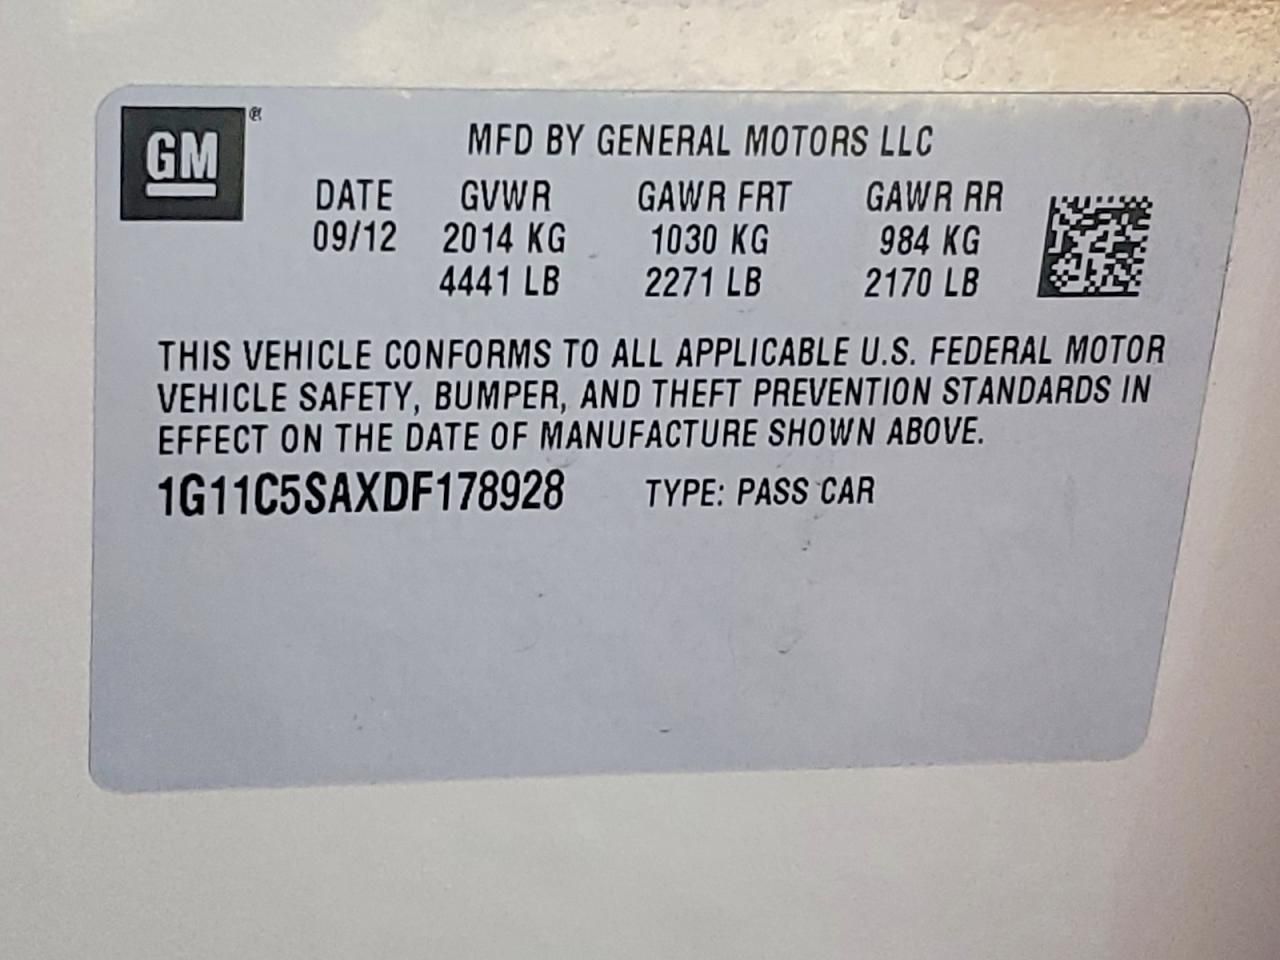 GM®
MFD BY GENERAL MOTORS LLC
DATE GVWR GAWR FRT GAWR RR
09/12 2014 KG 1030 KG 984 KG
4441 LB 2271 LB 2170 LB
THIS VEHICLE CONFORMS TO ALL APPLICABLE U.S. FEDERAL MOTOR
VEHICLE SAFETY, BUMPER, AND THEFT PREVENTION STANDARDS IN
EFFECT ON THE DATE OF MANUFACTURE SHOWN ABOVE.
1G11C5SAXDF178928 TYPE: PASS CAR